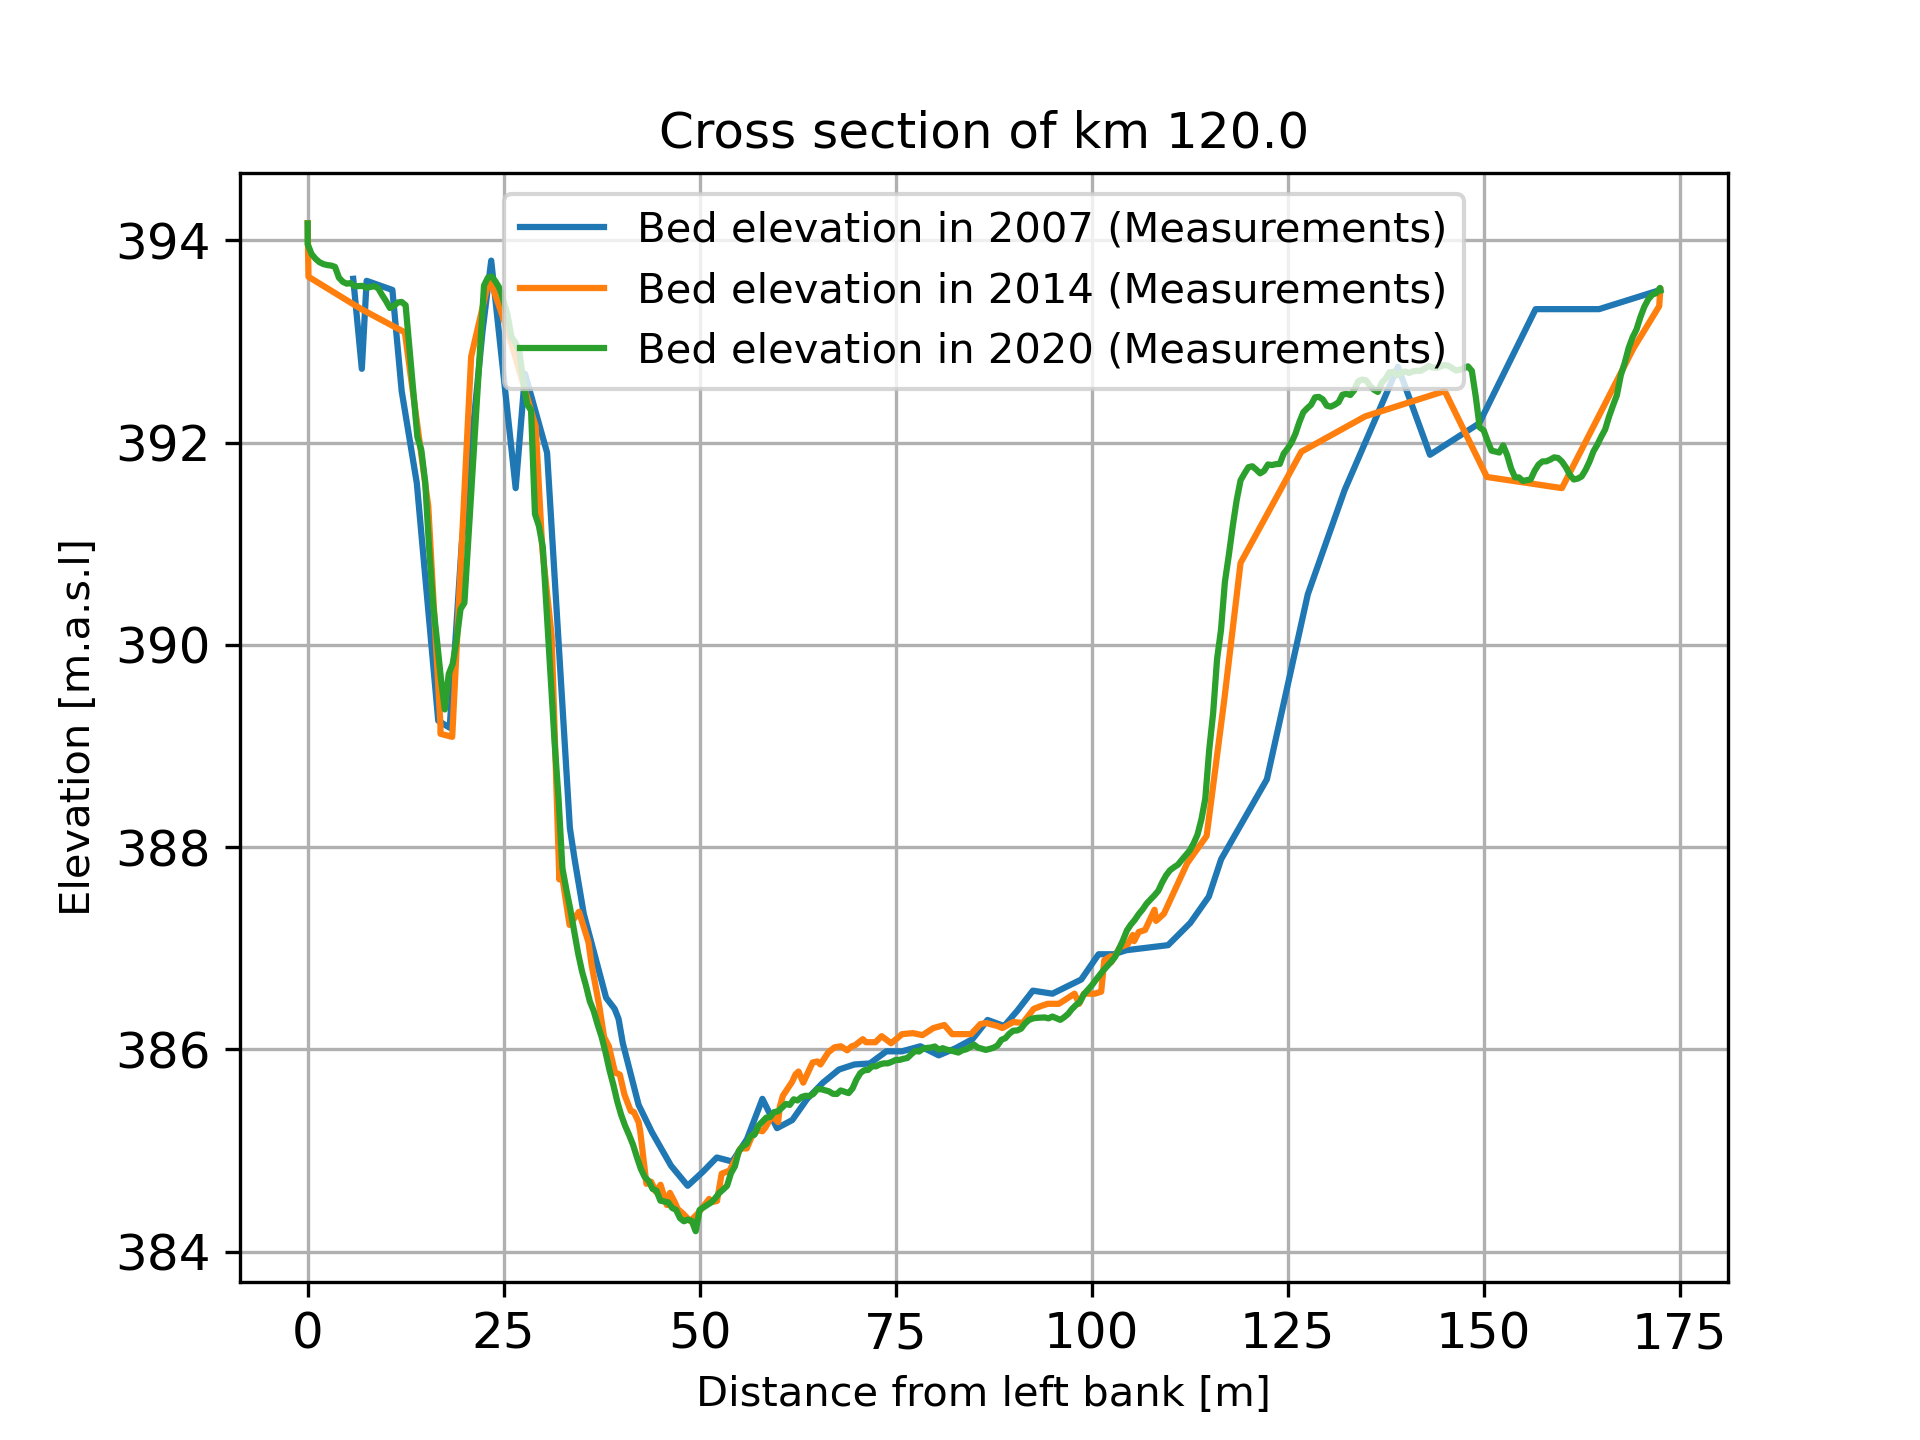 Cross section of km 120.0
Bed elevation in 2007 (Measurements)
Bed elevation in 2014 (Measurements)
Bed elevation in 2020 (Measurements)
Elevation [m.a.s.l]
394
392
390
388
386
384
0 25 50 75 100 125 150 175
Distance from left bank [m]